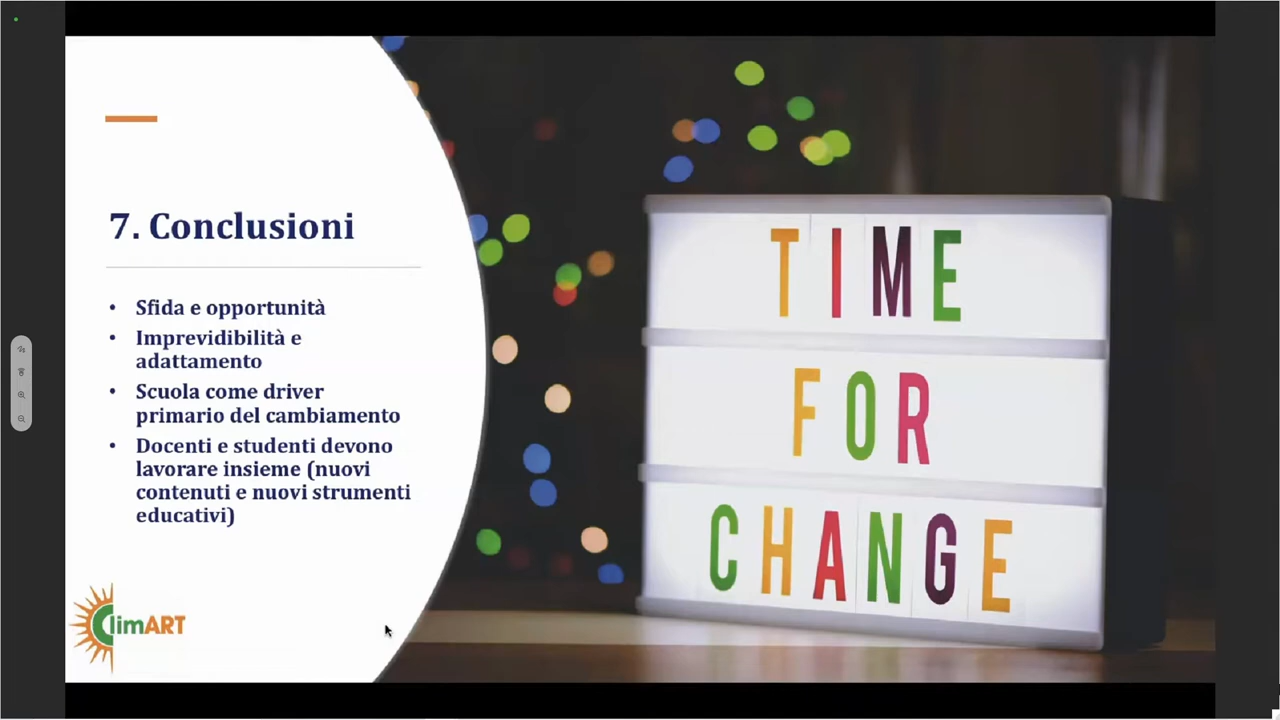 7. Conclusioni
• Sfida e opportunità
• Imprevidibilità e
adattamento
• Scuola come driver
primario del cambiamento
• Docenti e studenti devono
lavorare insieme (nuovi
contenuti e nuovi strumenti
educativi)
ClimART
TIME
FOR
CHANGE